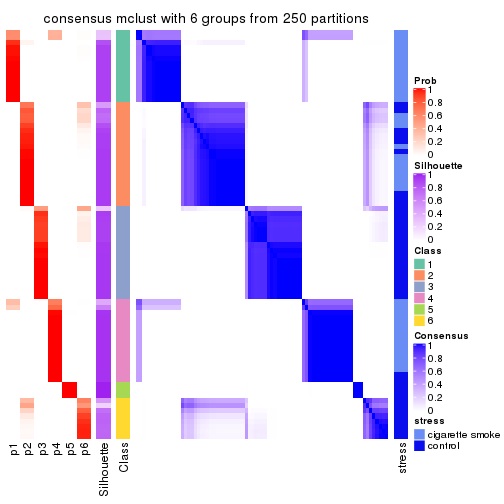 consensus mclust with 6 groups from 250 partitions
Prob
1
0.8
0.6
0.4
0.2
0
Silhouette
1
0.8
0.6
0.4
0.2
0
Class
1
2
3
4
5
6
Consensus
1
0.8
0.6
0.4
0.2
0
stress
cigarette smoke
control
p1
p2
p3
p4
p5
p6
Silhouette
Class
stress